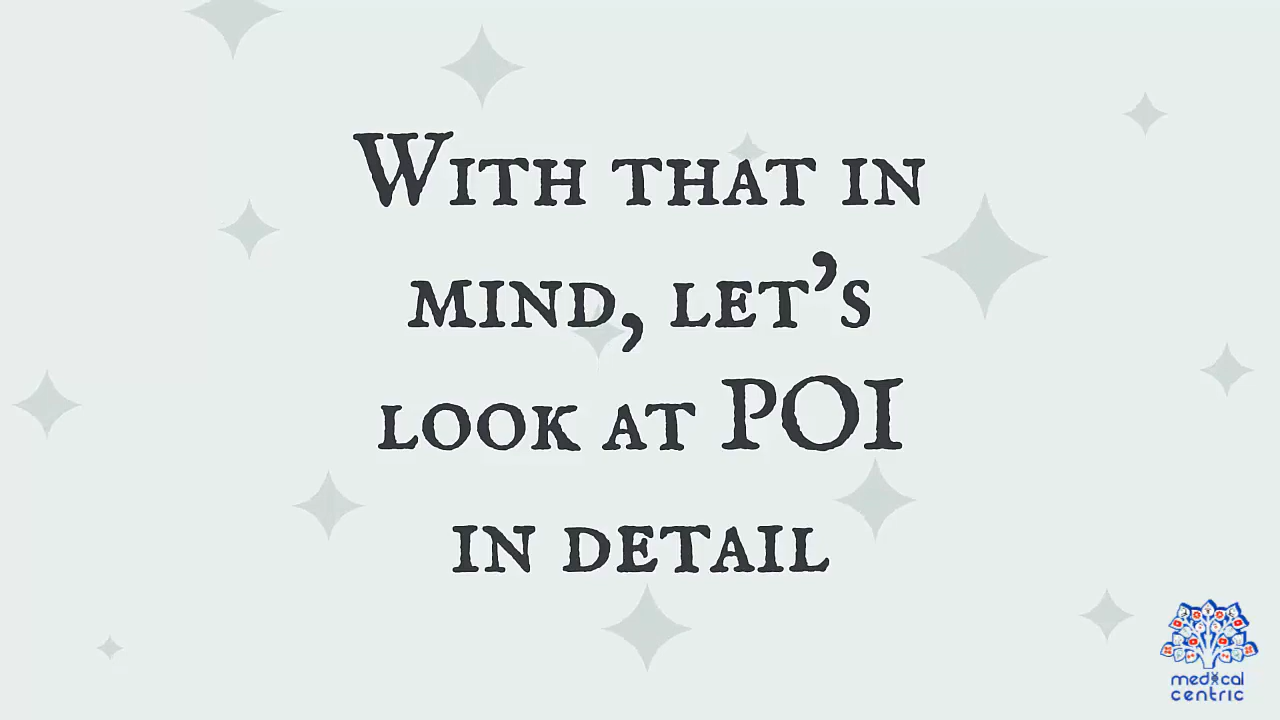 With that in
mind, let's
look at POI
in detail
medical
centric